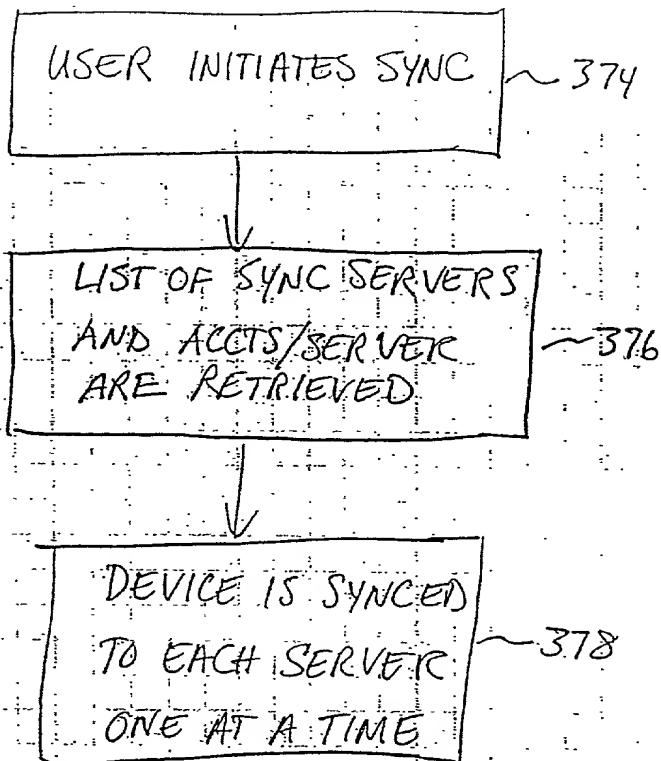 USER INITIATES SYNC
374
LIST OF SYNC SERVERS
AND ACCTS/SERVER
ARE RETRIEVED
376
DEVICE IS SYNCED
TO EACH SERVER
ONE AT A TIME
378